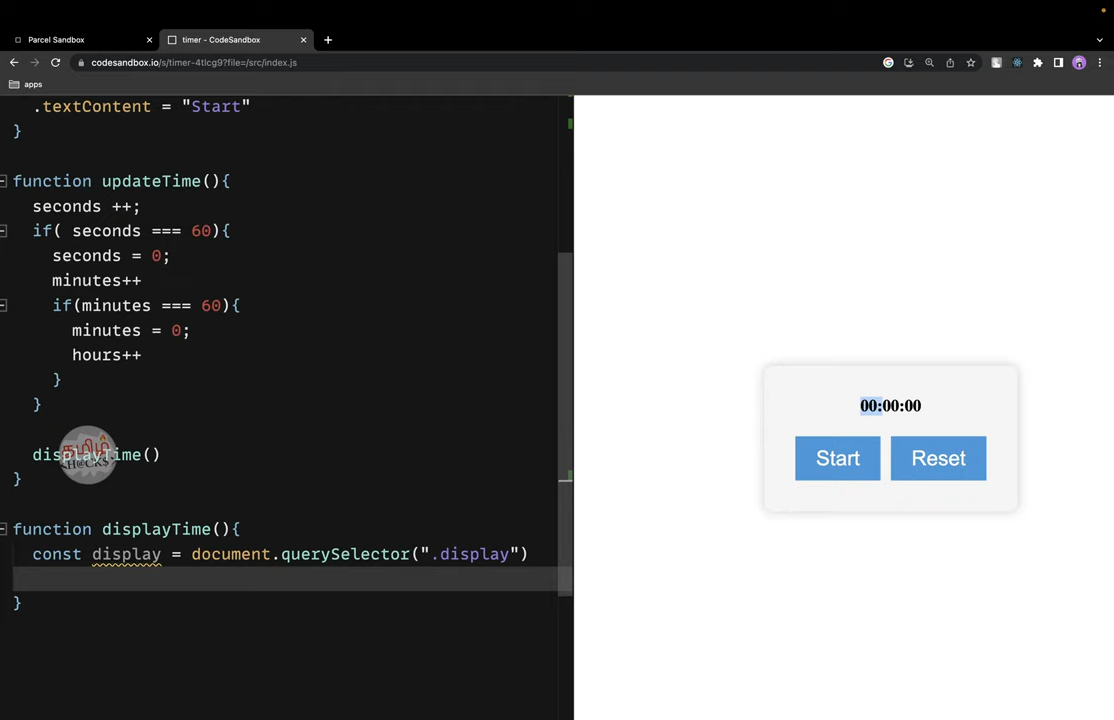 Parcel Sandbox
timer - CodeSandbox
codesandbox.io/s/timer-4tlcg9?file=/src/index.js
apps
.textContent = "Start"
}
function updateTime(){
seconds ++;
if( seconds === 60){
seconds = 0;
minutes++
if(minutes === 60){
minutes = 0;
hours++
}
}
displayTime()
தமிழ்
H@CKS
}
function displayTime(){
const display = document.querySelector(".display")
}
00:00:00
Start Reset